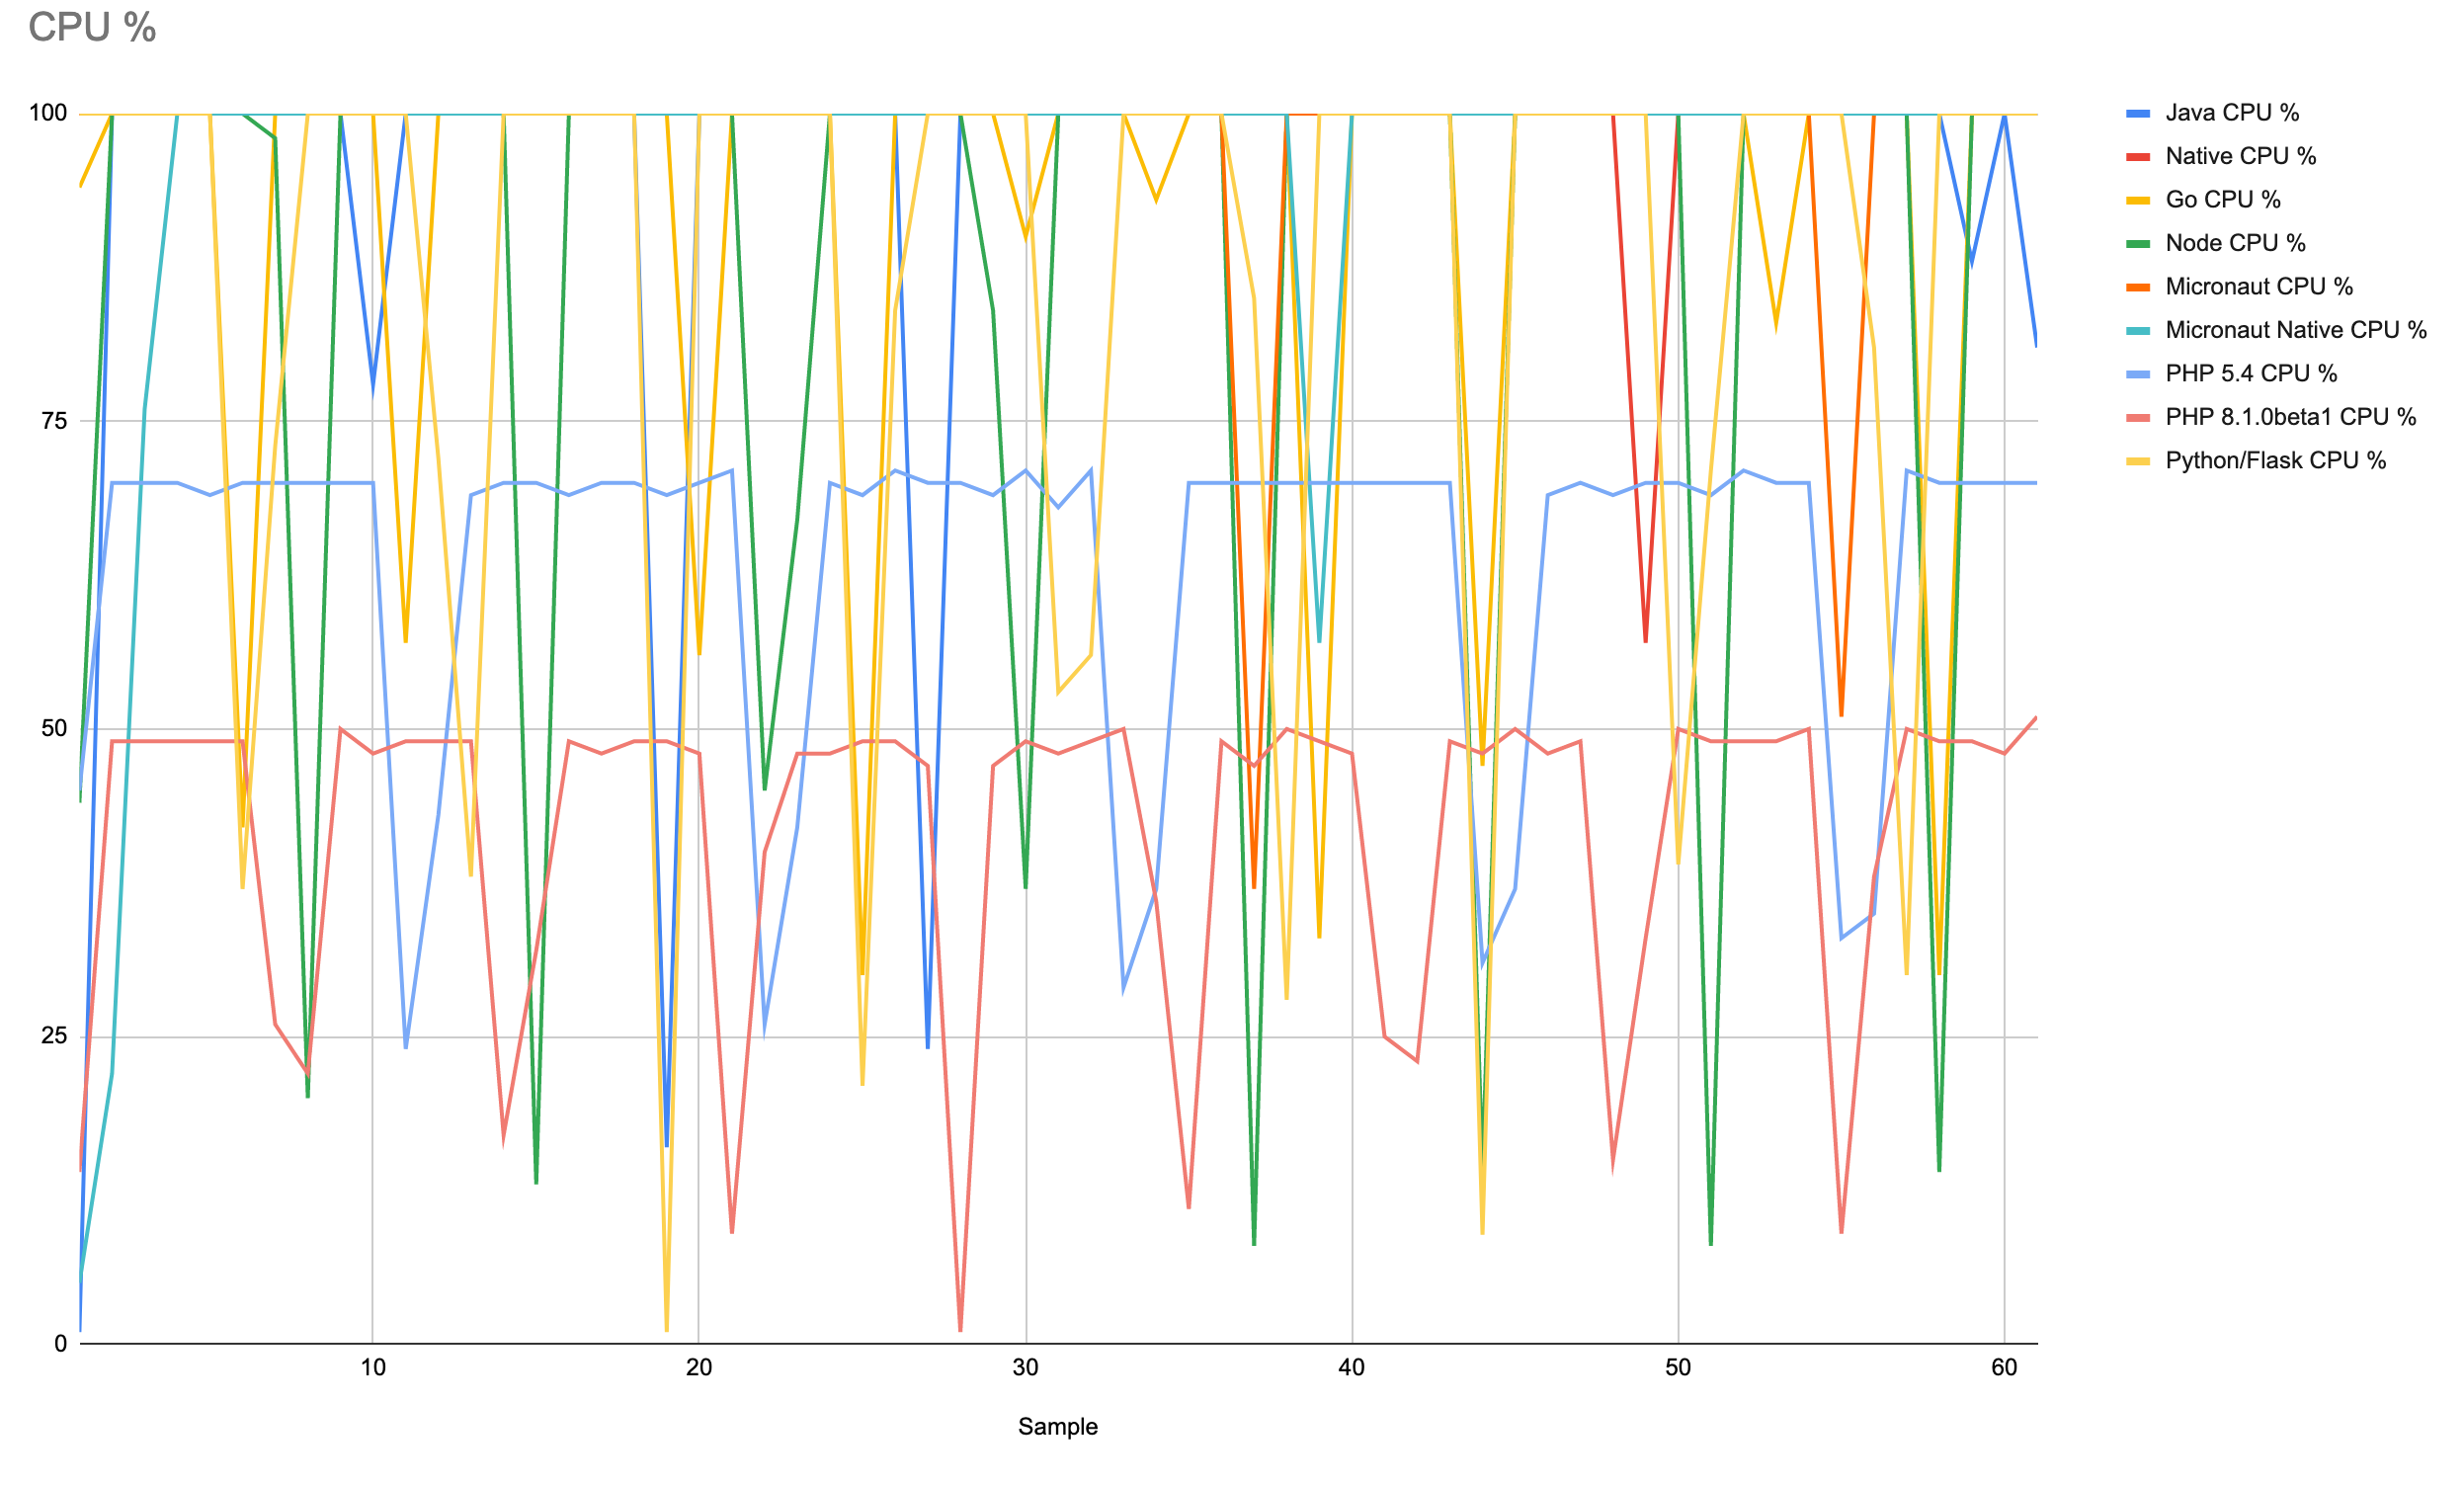 CPU %
100
75
50
25
0
10 20 30 40 50 60
Sample
Java CPU %
Native CPU %
Go CPU %
Node CPU %
Micronaut CPU %
Micronaut Native CPU %
PHP 5.4 CPU %
PHP 8.1.0beta1 CPU %
Python/Flask CPU %